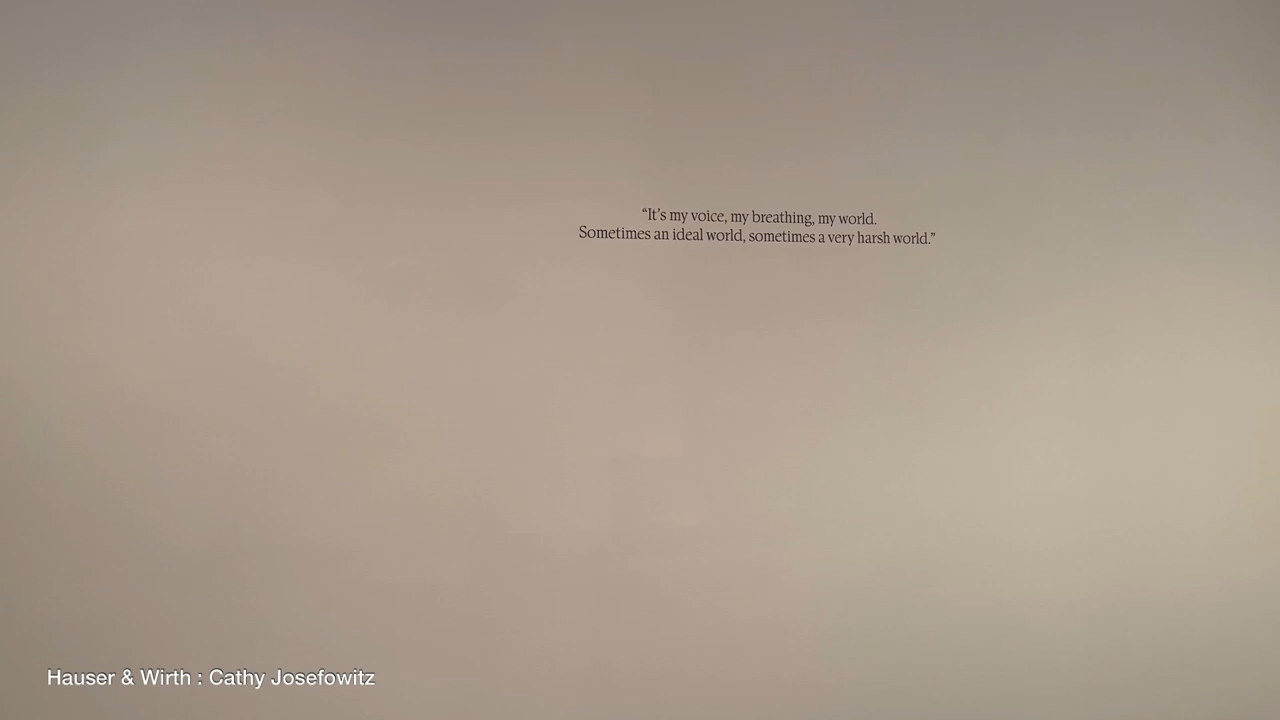 “It’s my voice, my breathing, my world.
Sometimes an ideal world, sometimes a very harsh world.”
Hauser & Wirth : Cathy Josefowitz